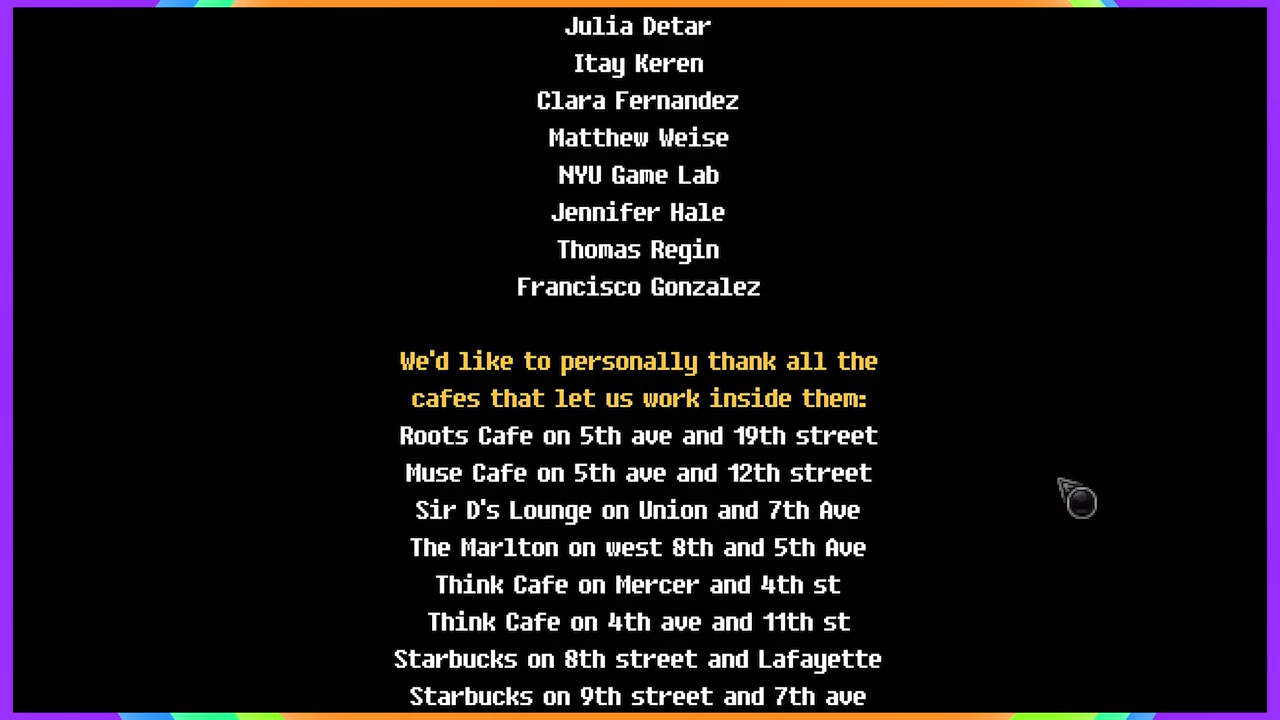 Julia Detar
Itay Keren
Clara Fernandez
Matthew Weise
NYU Game Lab
Jennifer Hale
Thomas Regin
Francisco Gonzalez
We'd like to personally thank all the
cafes that let us work inside them:
Roots Cafe on 5th ave and 19th street
Muse Cafe on 5th ave and 12th street
Sir D's Lounge on Union and 7th Ave
The Marlton on west 8th and 5th Ave
Think Cafe on Mercer and 4th st
Think Cafe on 4th ave and 11th st
Starbucks on 8th street and Lafayette
Starbucks on 9th street and 7th ave